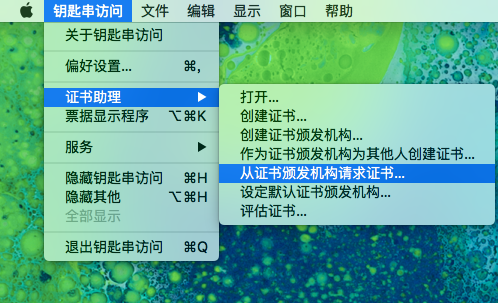 钥匙串访问 文件 编辑 显示 窗口 帮助
关于钥匙串访问
偏好设置... ⌘,
证书助理 ▶
票据显示程序 ⌥⌘K
服务 ▶
隐藏钥匙串访问 ⌘H
隐藏其他 ⌥⌘H
全部显示
退出钥匙串访问 ⌘Q
打开...
创建证书...
创建证书颁发机构...
作为证书颁发机构为其他人创建证书...
从证书颁发机构请求证书...
设定默认证书颁发机构...
评估证书...